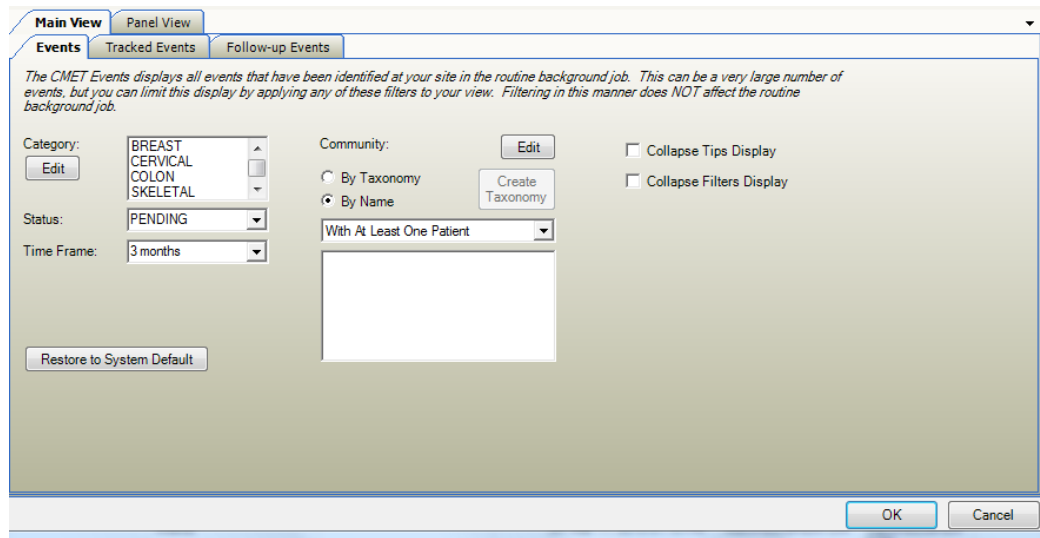 Main View Panel View
Events Tracked Events Follow-up Events
The CMET Events displays all events that have been identified at your site in the routine background job.  This can be a very large number of
events, but you can limit this display by applying any of these filters to your view.  Filtering in this manner does NOT affect the routine
background job.
Category:
Edit
BREAST
CERVICAL
COLON
SKELETAL
Status:
PENDING
Time Frame:
3 months
Restore to System Default
Community:
Edit
By Taxonomy
By Name
Create
Taxonomy
With At Least One Patient
Collapse Tips Display
Collapse Filters Display
OK Cancel